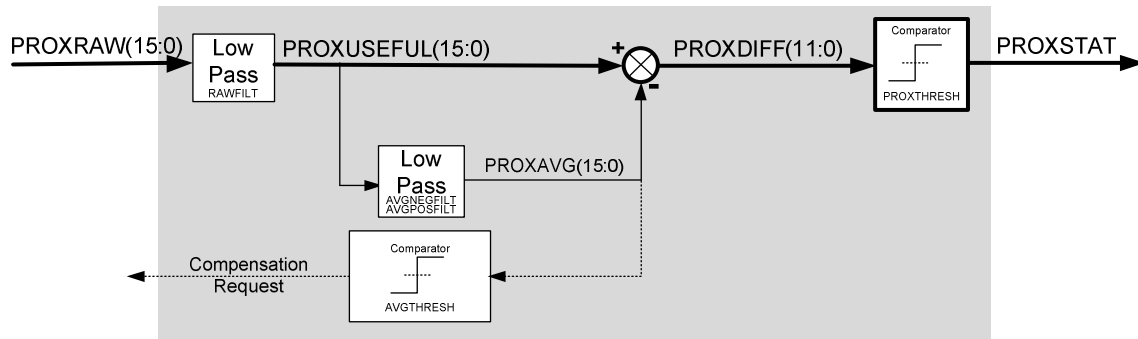 PROXRAW(15:0)
Low
Pass
RAWFILT
PROXUSEFUL(15:0)
+
-
PROXDIFF(11:0)
Comparator
PROXTHRESH
PROXSTAT
Low
Pass
AVGNEGFILT
AVGPOSFILT
PROXAVG(15:0)
Comparator
AVGTHRESH
Compensation
Request